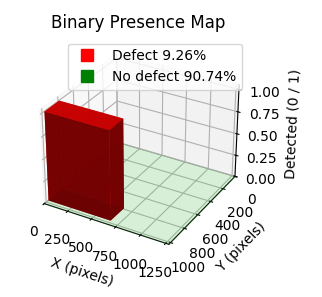 Binary Presence Map
Defect 9.26%
No defect 90.74%
1.00
0.75
0.50
0.25
0.00
Detected (0 / 1)
0
200
400
600
800
1000
Y (pixels)
0
250
500
750
1000
1250
X (pixels)